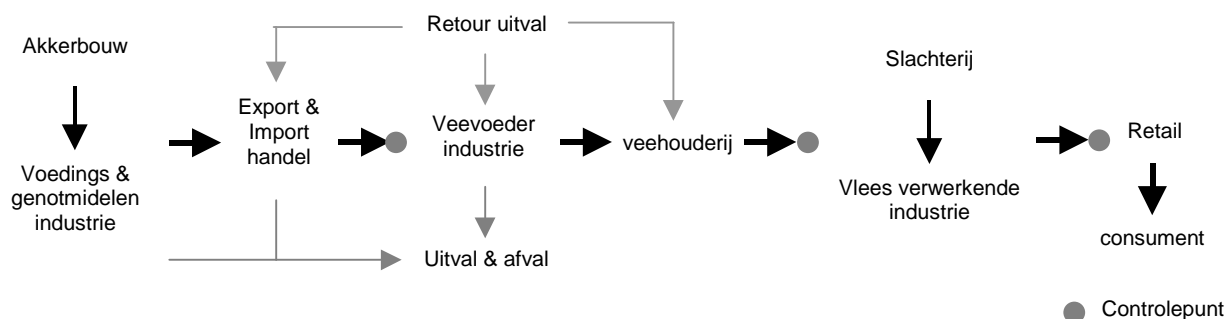 Retour uitval
Akkerbouw
Slachterij
Export &
Import
handel
Veevoeder
industrie
veehouderij
Retail
Voedings &
genotmidelen
industrie
Vlees verwerkende
industrie
consument
Uitval & afval
Controlepunt